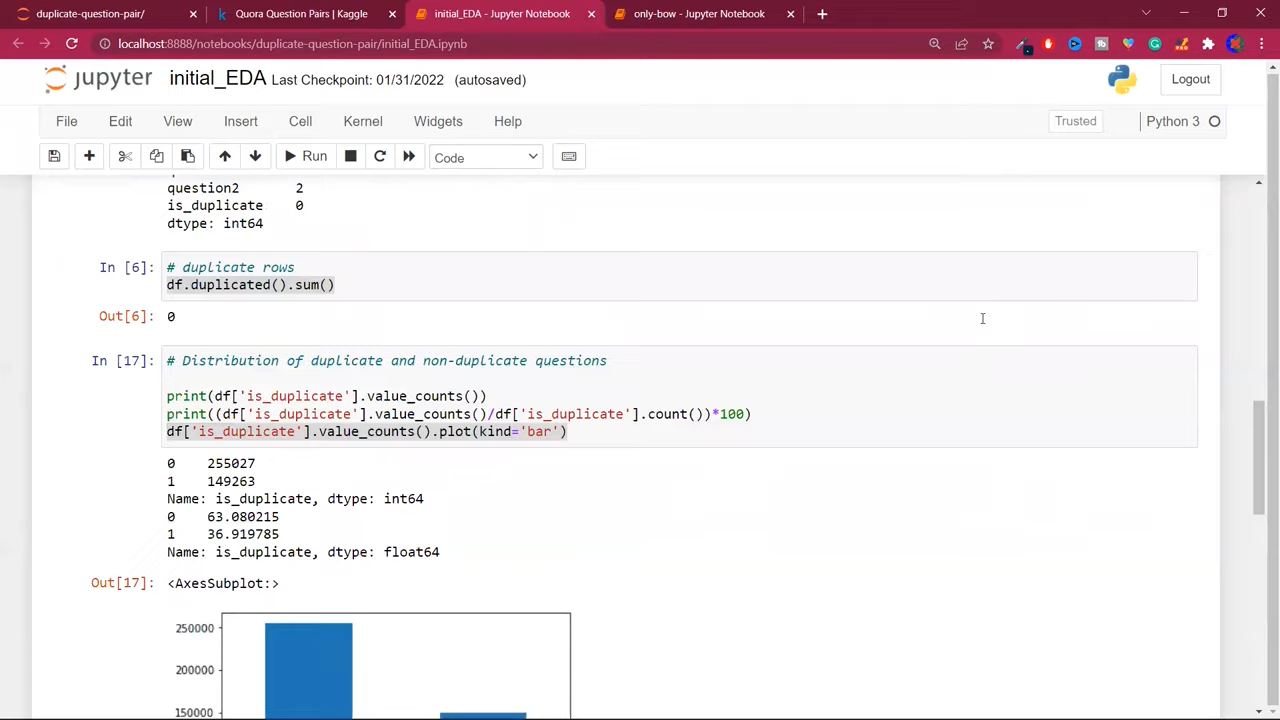 duplicate-question-pair/
Quora Question Pairs | Kaggle
initial_EDA - Jupyter Notebook
only-bow - Jupyter Notebook
localhost:8888/notebooks/duplicate-question-pair/initial_EDA.ipynb
jupyter initial_EDA Last Checkpoint: 01/31/2022 (autosaved)
Logout
File Edit View Insert Cell Kernel Widgets Help
Trusted
Python 3
Run
Code
question2 2
is_duplicate 0
dtype: int64
In [6]: # duplicate rows
df.duplicated().sum()
Out[6]: 0
In [17]: # Distribution of duplicate and non-duplicate questions
print(df['is_duplicate'].value_counts())
print((df['is_duplicate'].value_counts()/df['is_duplicate'].count())*100)
df['is_duplicate'].value_counts().plot(kind='bar')
0 255027
1 149263
Name: is_duplicate, dtype: int64
0 63.080215
1 36.919785
Name: is_duplicate, dtype: float64
Out[17]: <AxesSubplot:>
250000
200000
150000